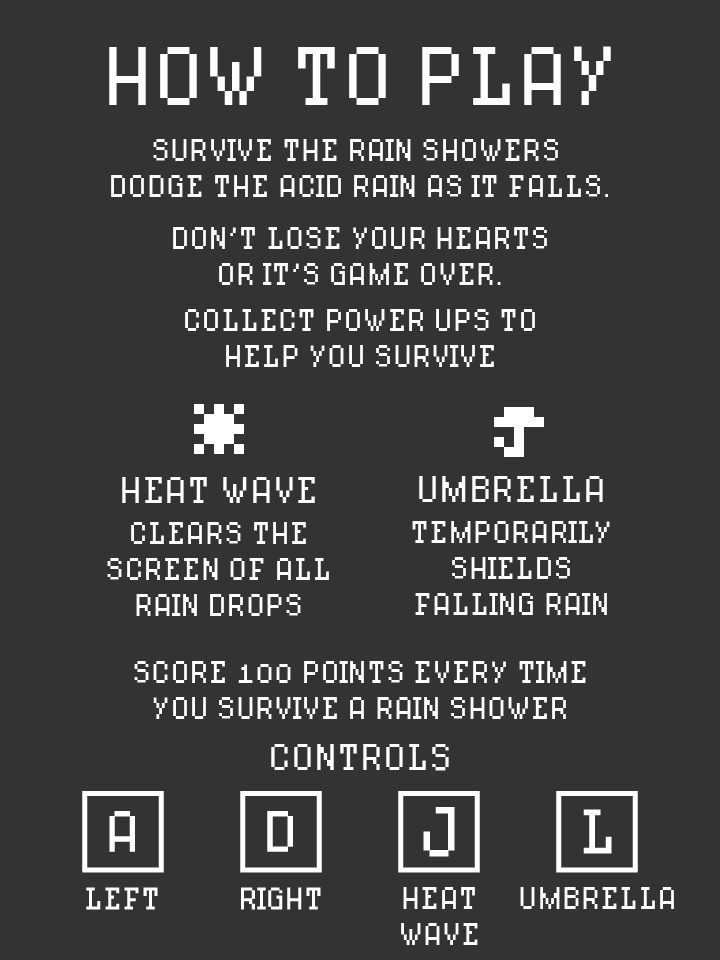 HOW TO PLAY
SURVIVE THE RAIN SHOWERS
DODGE THE ACID RAIN AS IT FALLS.
DON'T LOSE YOUR HEARTS
OR IT'S GAME OVER.
COLLECT POWER UPS TO
HELP YOU SURVIVE
HEAT WAVE
CLEARS THE
SCREEN OF ALL
RAIN DROPS
UMBRELLA
TEMPORARILY
SHIELDS
FALLING RAIN
SCORE 100 POINTS EVERY TIME
YOU SURVIVE A RAIN SHOWER
CONTROLS
A
LEFT
D
RIGHT
J
HEAT
WAVE
L
UMBRELLA